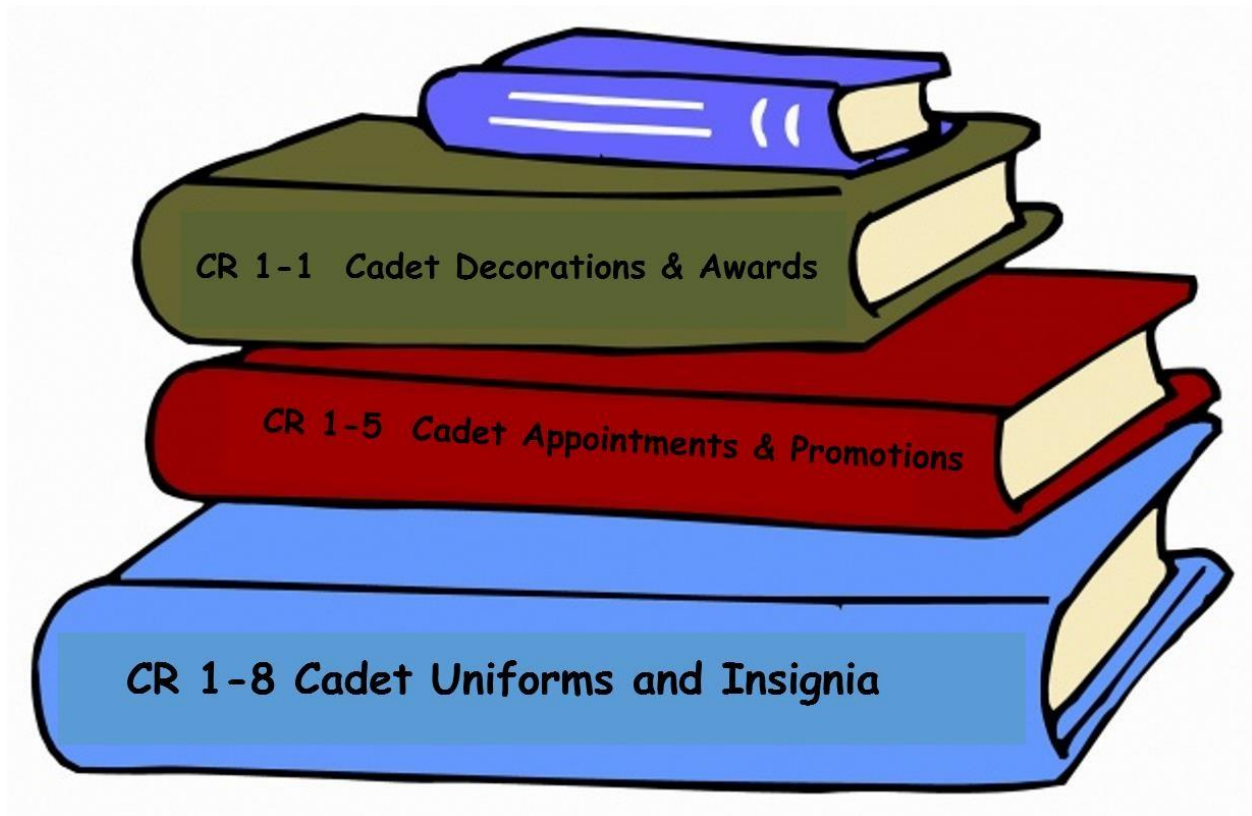 CR 1-1 Cadet Decorations & Awards
CR 1-5 Cadet Appointments & Promotions
CR 1-8 Cadet Uniforms and Insignia